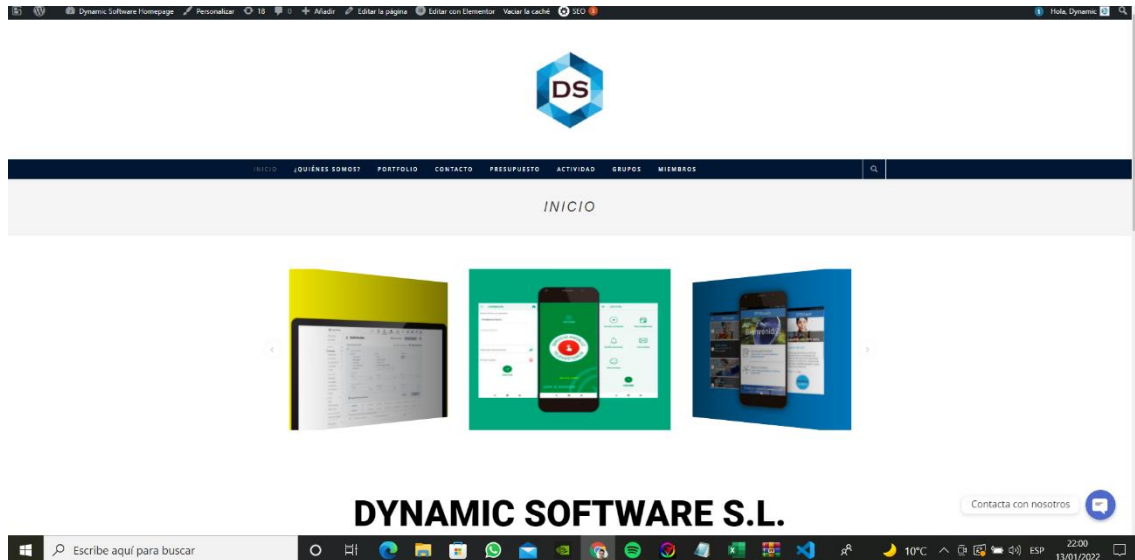 Dynamic Software Homepage Personalizar 18 0 Añadir Editar la página Editar con Elementor Vaciar la caché SEO Hola, Dynamic
DS
INICIO ¿QUIÉNES SOMOS? PORTFOLIO CONTACTO PRESUPUESTO ACTIVIDAD GRUPOS MIEMBROS
INICIO
Bienvenid
DYNAMIC SOFTWARE S.L.
Contacta con nosotros
Escribe aquí para buscar
10°C ESP 22:00
13/01/2022